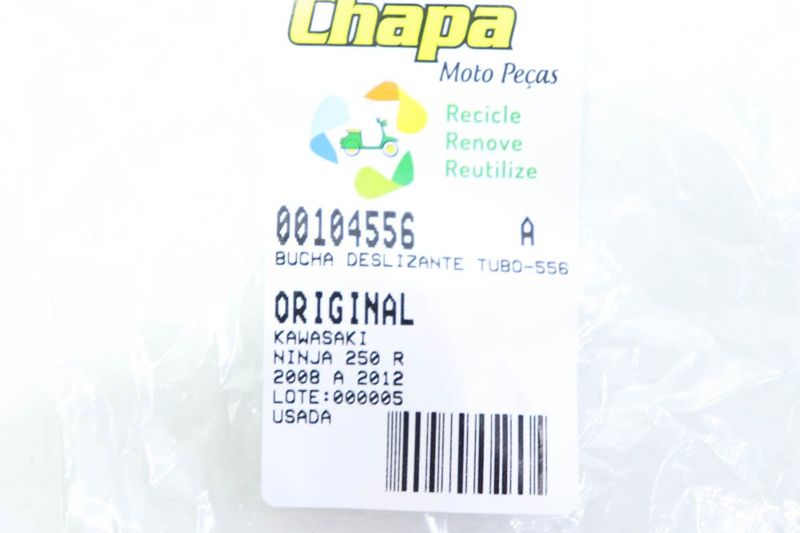 Chapa
Moto Peças
Recicle
Renove
Reutilize
00104556 A
BUCHA DESLIZANTE TUBO-556
ORIGINAL
KAWASAKI
NINJA 250 R
2008 A 2012
LOTE:000005
USADA